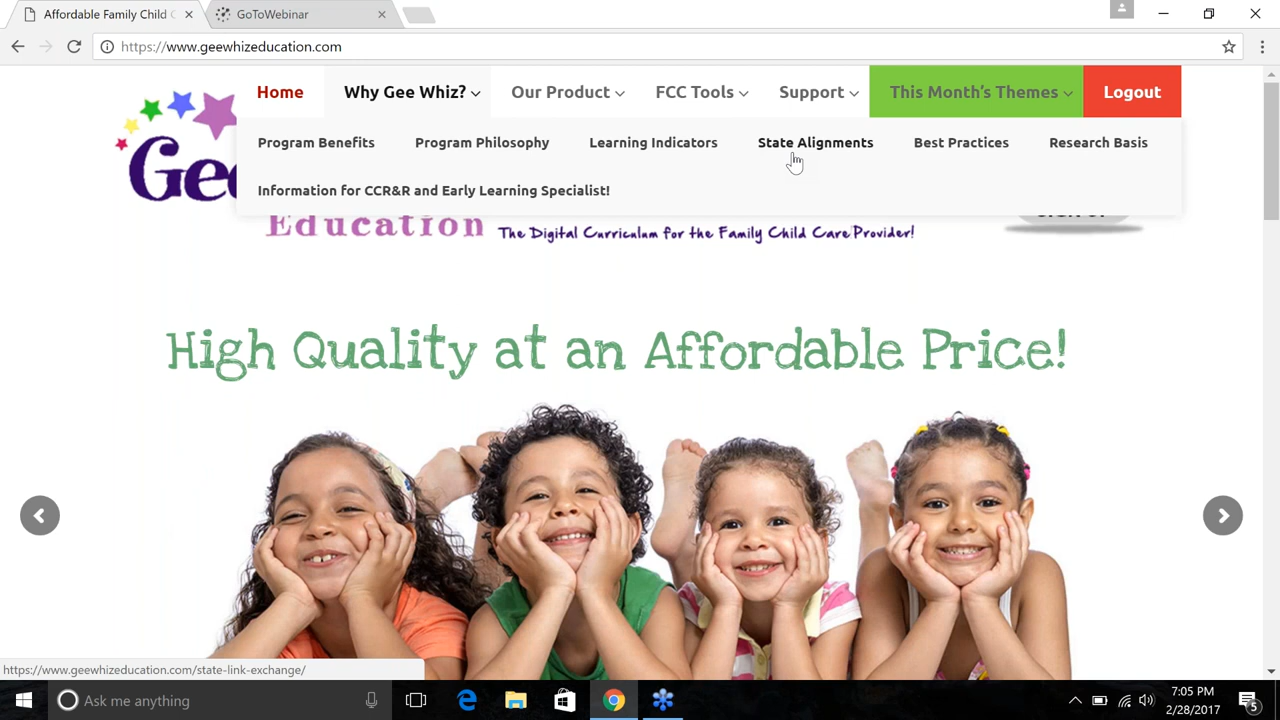 Affordable Family Child C
GoToWebinar
https://www.geewhizeducation.com
Home
Why Gee Whiz?
Our Product
FCC Tools
Support
This Month's Themes
Logout
Program Benefits
Program Philosophy
Learning Indicators
State Alignments
Best Practices
Research Basis
Information for CCR&R and Early Learning Specialist!
Gee
Education
The Digital Curriculum for the Family Child Care Provider!
High Quality at an Affordable Price!
https://www.geewhizeducation.com/state-link-exchange/
Ask me anything
7:05 PM
2/28/2017
5